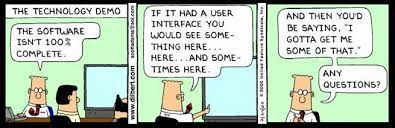 THE TECHNOLOGY DEMO
THE SOFTWARE
ISN'T 100%
COMPLETE.
www.dilbert.com
scottadams@aol.com
IF IT HAD A USER
INTERFACE YOU
WOULD SEE SOME-
THING HERE...
HERE... AND SOME-
TIMES HERE.
© 2000 United Feature Syndicate, Inc.
AND THEN YOU'D
BE SAYING, "I
GOTTA GET ME
SOME OF THAT."
ANY
QUESTIONS?